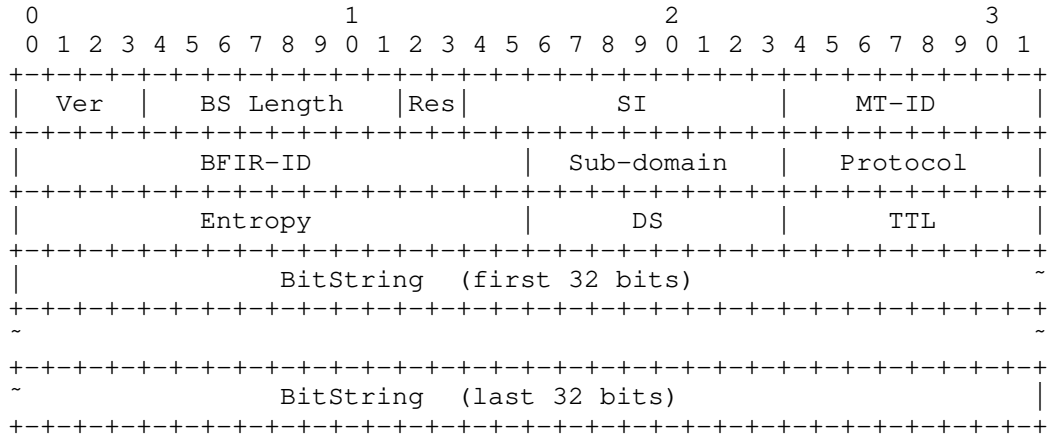 0                   1                   2                   3
 0 1 2 3 4 5 6 7 8 9 0 1 2 3 4 5 6 7 8 9 0 1 2 3 4 5 6 7 8 9 0 1
+-+-+-+-+-+-+-+-+-+-+-+-+-+-+-+-+-+-+-+-+-+-+-+-+-+-+-+-+-+-+-+-+
|  Ver  |   BS Length   |Res|         SI        |     MT-ID     |
+-+-+-+-+-+-+-+-+-+-+-+-+-+-+-+-+-+-+-+-+-+-+-+-+-+-+-+-+-+-+-+-+
|           BFIR-ID             |  Sub-domain   |   Protocol    |
+-+-+-+-+-+-+-+-+-+-+-+-+-+-+-+-+-+-+-+-+-+-+-+-+-+-+-+-+-+-+-+-+
|           Entropy             |      DS       |      TTL      |
+-+-+-+-+-+-+-+-+-+-+-+-+-+-+-+-+-+-+-+-+-+-+-+-+-+-+-+-+-+-+-+-+
|                BitString  (first 32 bits)                     ~
+-+-+-+-+-+-+-+-+-+-+-+-+-+-+-+-+-+-+-+-+-+-+-+-+-+-+-+-+-+-+-+-+
~                                                               ~
+-+-+-+-+-+-+-+-+-+-+-+-+-+-+-+-+-+-+-+-+-+-+-+-+-+-+-+-+-+-+-+-+
~                BitString  (last 32 bits)                      |
+-+-+-+-+-+-+-+-+-+-+-+-+-+-+-+-+-+-+-+-+-+-+-+-+-+-+-+-+-+-+-+-+